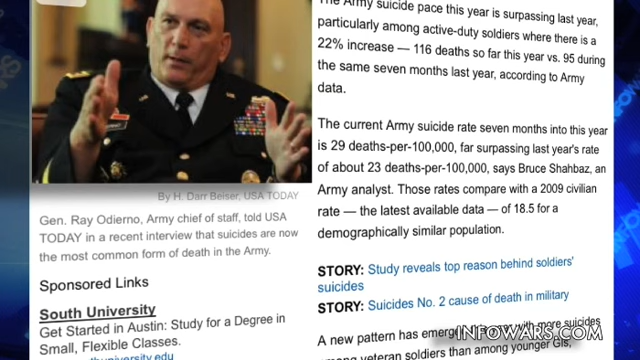 By H. Darr Beiser, USA TODAY
Gen. Ray Odierno, Army chief of staff, told USA
TODAY in a recent interview that suicides are now
the most common form of death in the Army.
Sponsored Links
South University
Get Started in Austin: Study for a Degree in
Small, Flexible Classes.
The Army suicide pace this year is surpassing last year,
particularly among active-duty soldiers where there is a
22% increase — 116 deaths so far this year vs. 95 during
the same seven months last year, according to Army
data.
The current Army suicide rate seven months into this year
is 29 deaths-per-100,000, far surpassing last year's rate
of about 23 deaths-per-100,000, says Bruce Shahbaz, an
Army analyst. Those rates compare with a 2009 civilian
rate — the latest available data — of 18.5 for a
demographically similar population.
STORY: Study reveals top reason behind soldiers'
suicides
STORY: Suicides No. 2 cause of death in military
A new pattern has emerged more suicides
among veteran soldiers than among younger GIs,
INFOWARS.COM